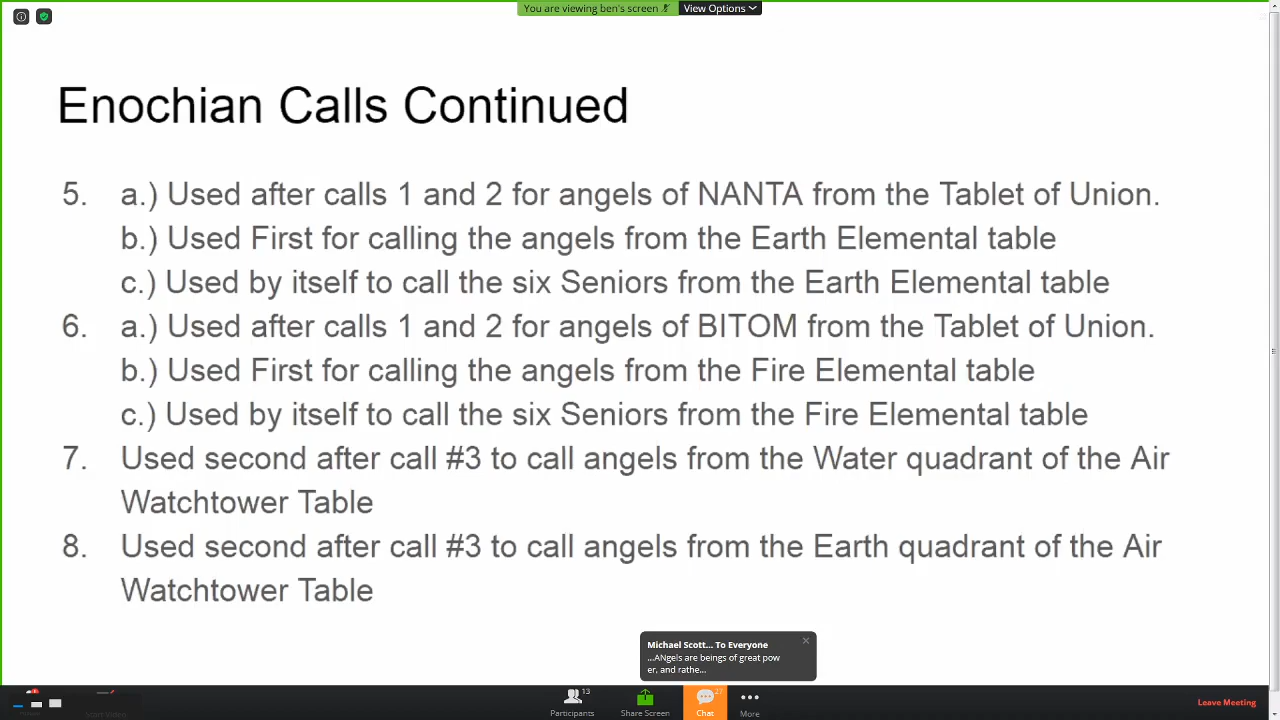 You are viewing ben's screen View Options
Enochian Calls Continued
5. a.) Used after calls 1 and 2 for angels of NANTA from the Tablet of Union.
b.) Used First for calling the angels from the Earth Elemental table
c.) Used by itself to call the six Seniors from the Earth Elemental table
6. a.) Used after calls 1 and 2 for angels of BITOM from the Tablet of Union.
b.) Used First for calling the angels from the Fire Elemental table
c.) Used by itself to call the six Seniors from the Fire Elemental table
7. Used second after call #3 to call angels from the Water quadrant of the Air
Watchtower Table
8. Used second after call #3 to call angels from the Earth quadrant of the Air
Watchtower Table
Michael Scott... To Everyone
...ANgels are beings of great pow
er, and rathe...
13 27
Participants Share Screen Chat More Leave Meeting